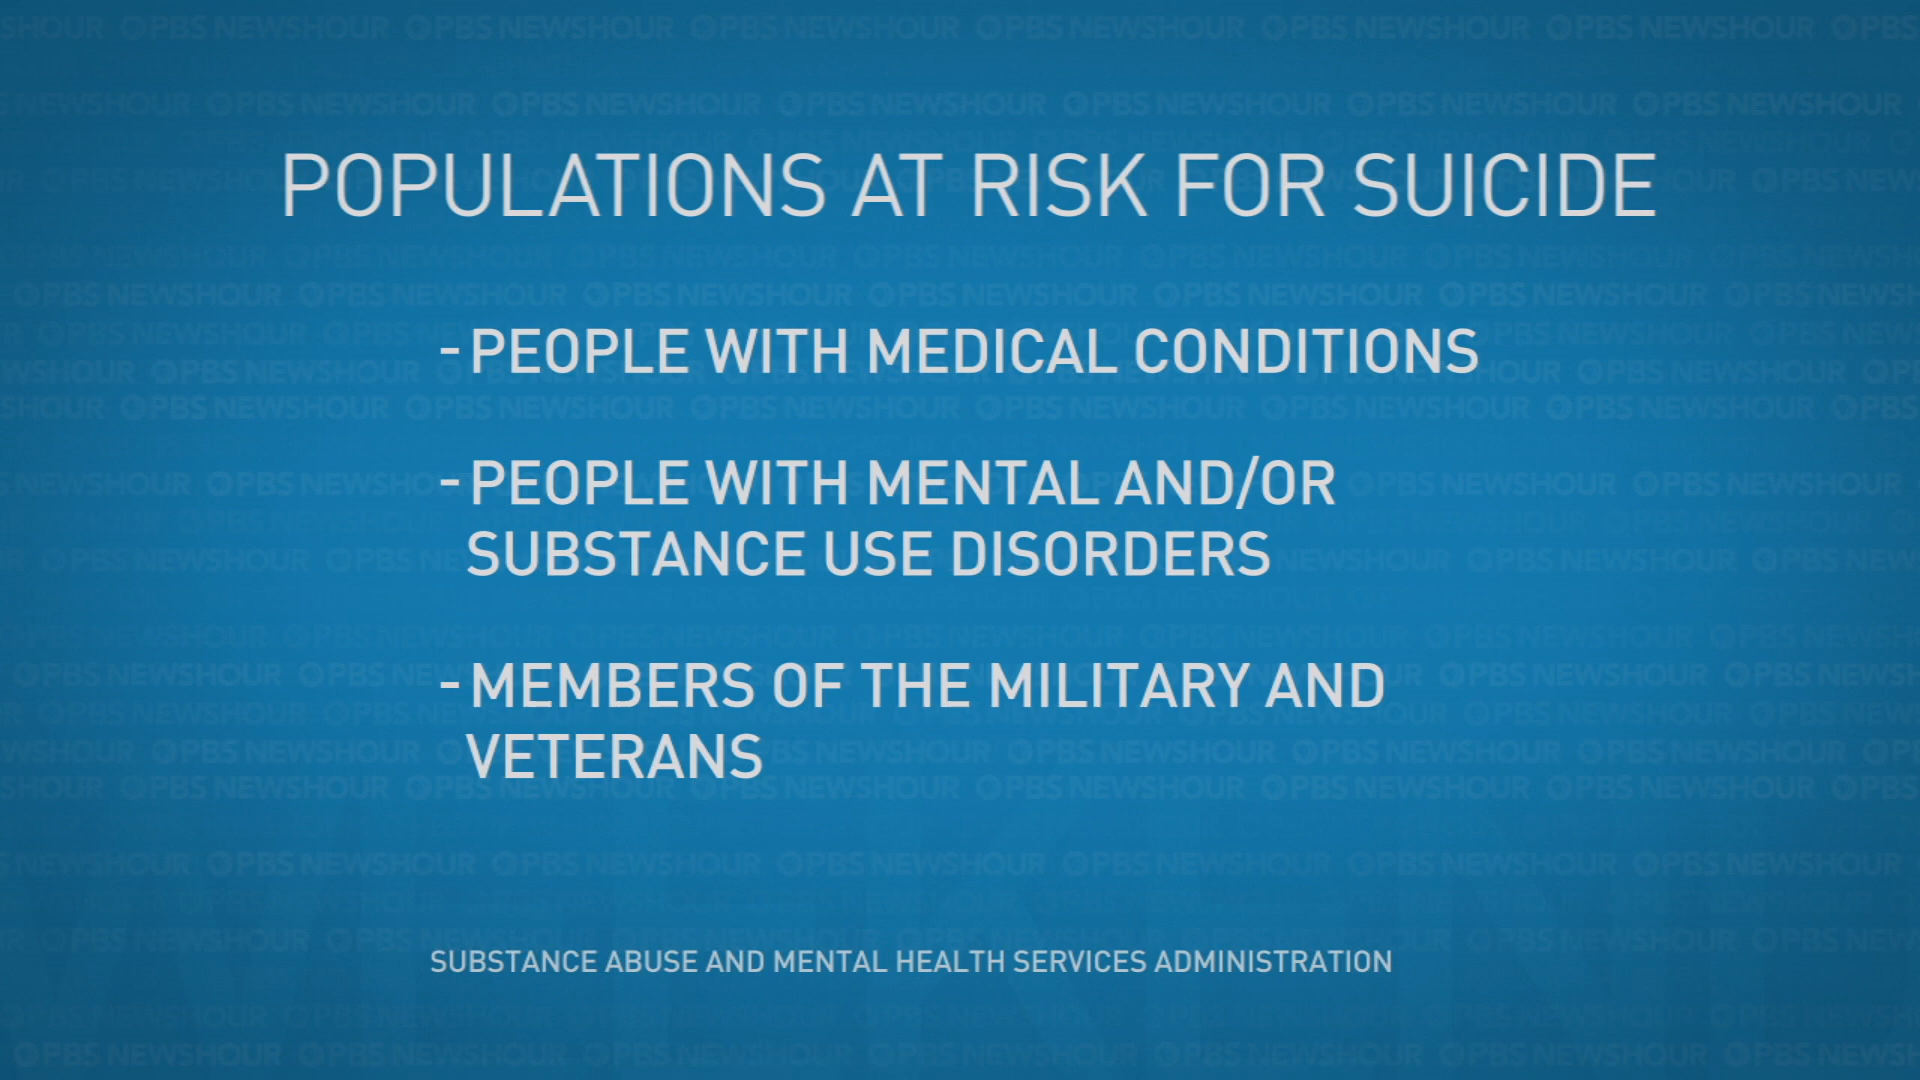 POPULATIONS AT RISK FOR SUICIDE
-PEOPLE WITH MEDICAL CONDITIONS
-PEOPLE WITH MENTAL AND/OR
SUBSTANCE USE DISORDERS
-MEMBERS OF THE MILITARY AND
VETERANS
SUBSTANCE ABUSE AND MENTAL HEALTH SERVICES ADMINISTRATION